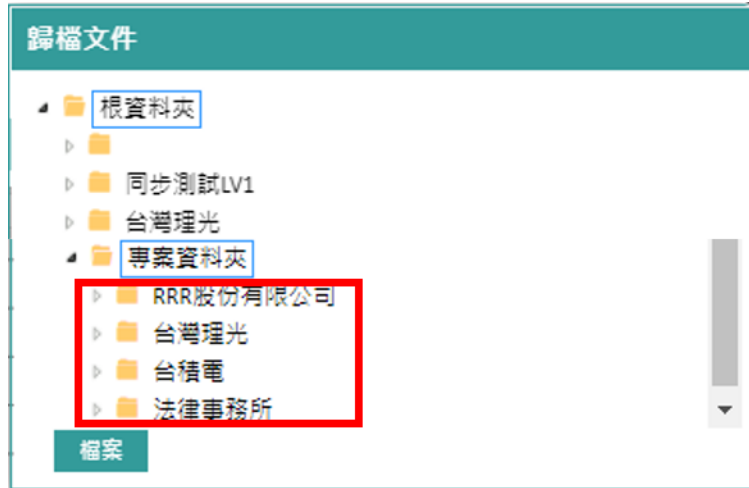 歸檔文件
根資料夾
同步測試LV1
台灣理光
專案資料夾
RRR股份有限公司
台灣理光
台積電
法律事務所
檔案